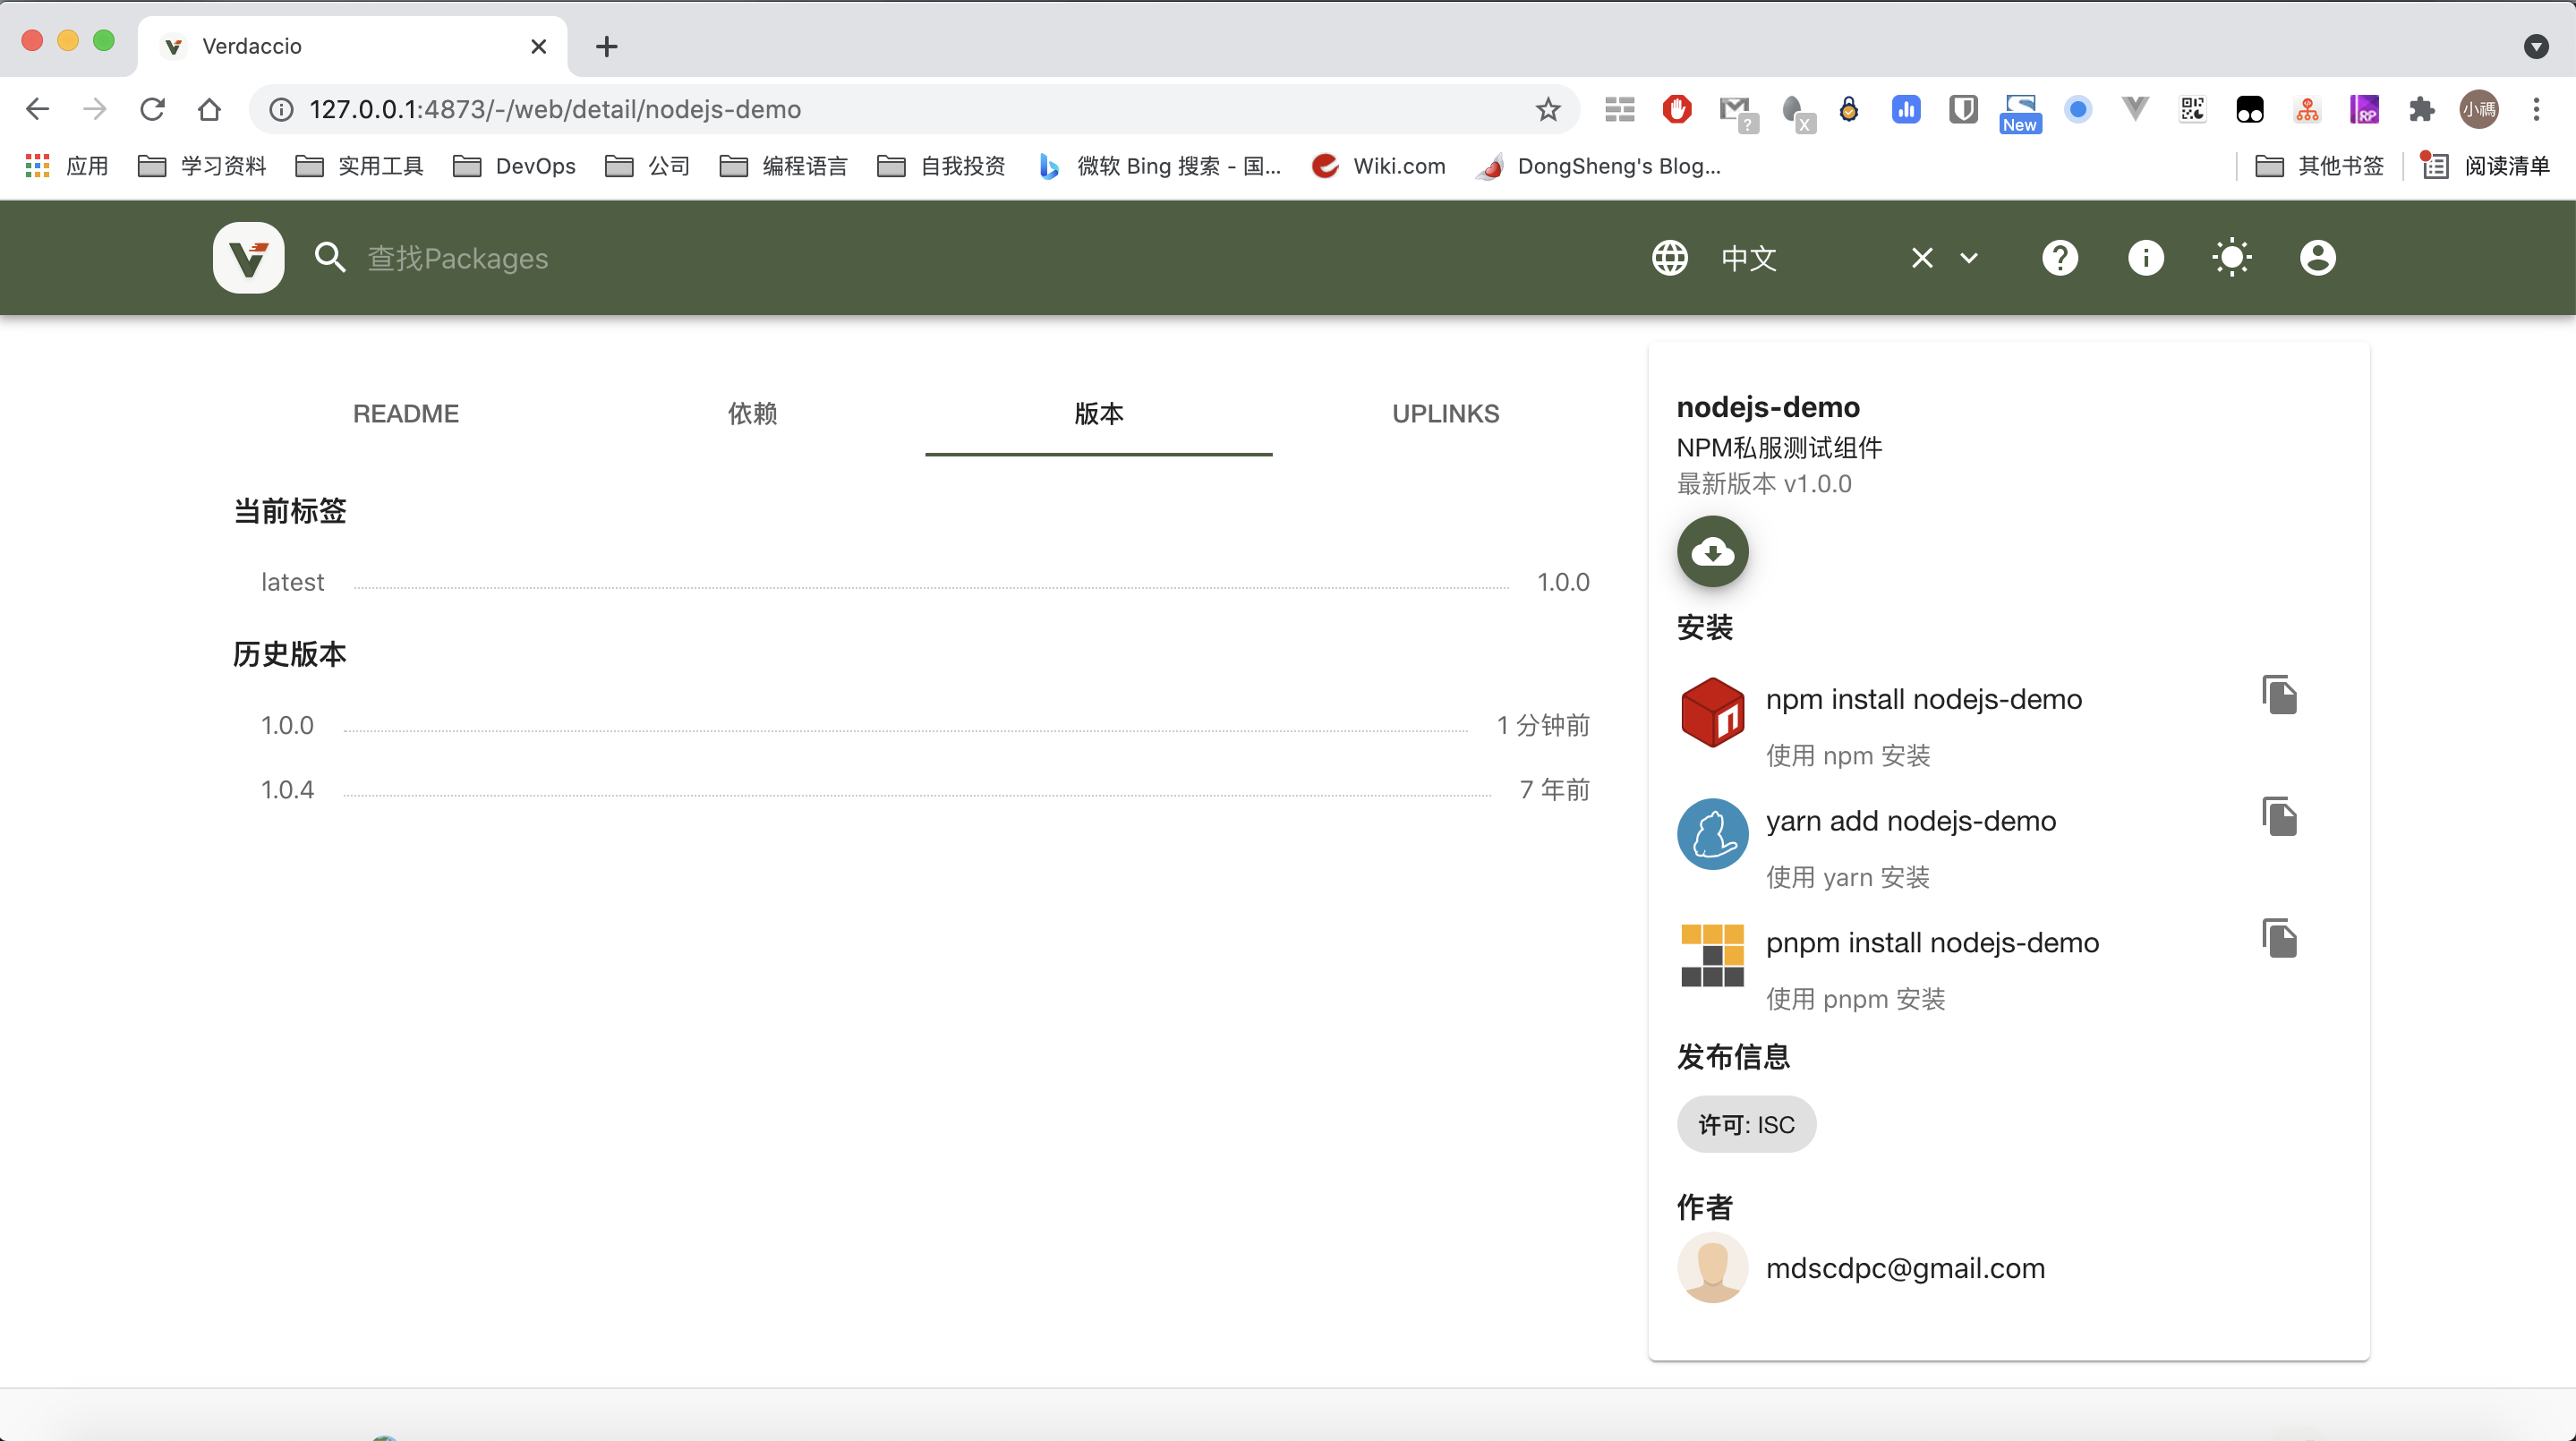 Verdaccio
127.0.0.1:4873/-/web/detail/nodejs-demo
?
X
New
RP
小禑
应用
学习资料
实用工具
DevOps
公司
编程语言
自我投资
微软 Bing 搜索 - 国...
Wiki.com
DongSheng's Blog...
其他书签
阅读清单
查找Packages
中文
README
依赖
版本
UPLINKS
当前标签
latest
1.0.0
历史版本
1.0.0
1 分钟前
1.0.4
7 年前
nodejs-demo
NPM私服测试组件
最新版本 v1.0.0
安装
npm install nodejs-demo
使用 npm 安装
yarn add nodejs-demo
使用 yarn 安装
pnpm install nodejs-demo
使用 pnpm 安装
发布信息
许可: ISC
作者
mdscdpc@gmail.com